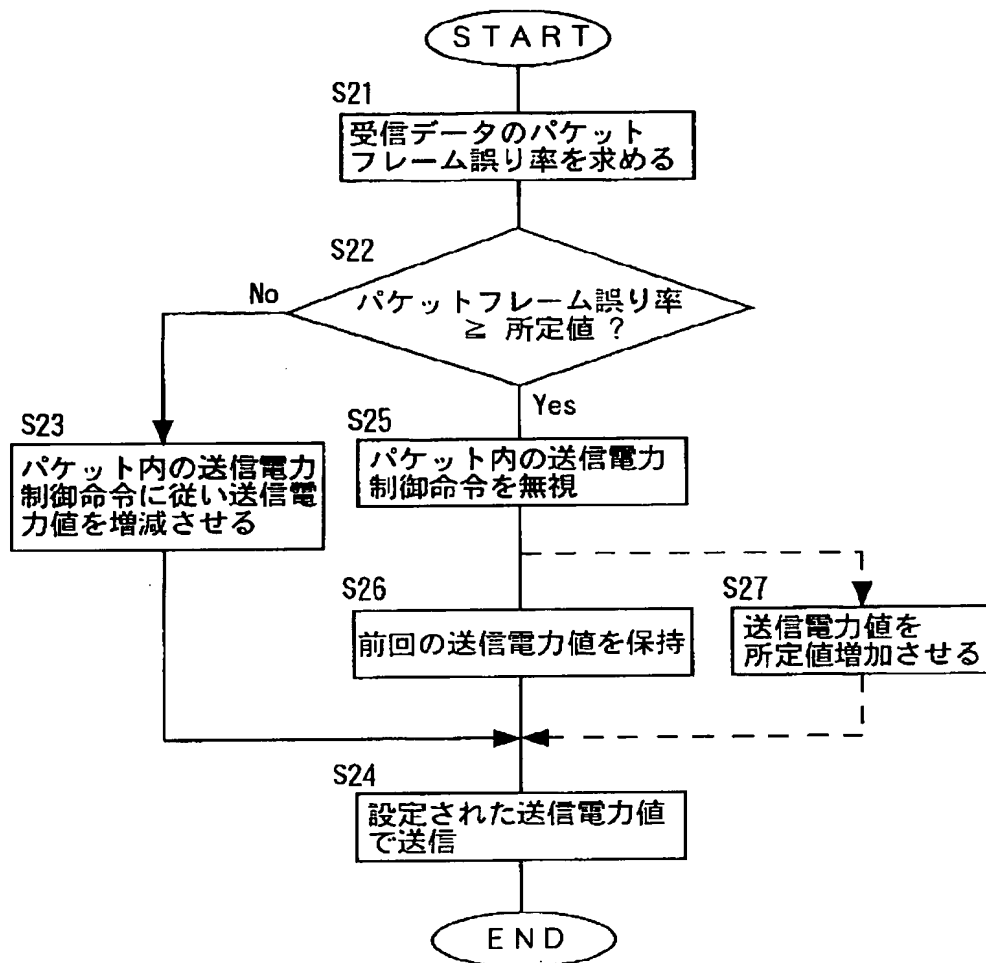 START
S21
受信データのパケット
フレーム誤り率を求める
S22
パケットフレーム誤り率
≧ 所定値 ?
No
Yes
S23
パケット内の送信電力
制御命令に従い送信電
力値を増減させる
S25
パケット内の送信電力
制御命令を無視
S26
前回の送信電力値を保持
S27
送信電力値を
所定値増加させる
S24
設定された送信電力値
で送信
END